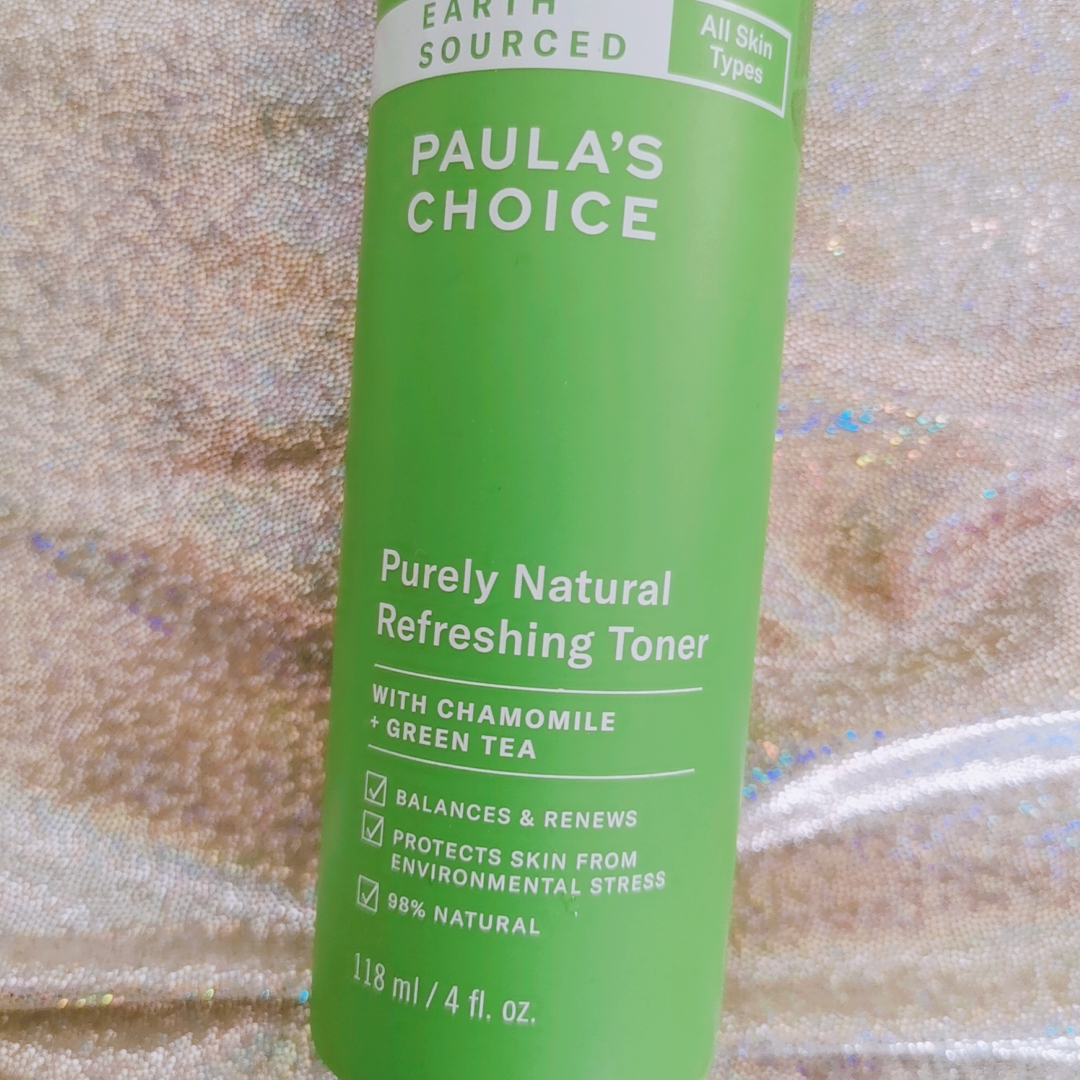 EARTH
SOURCED
All Skin
Types
PAULA'S
CHOICE
Purely Natural
Refreshing Toner
WITH CHAMOMILE
+ GREEN TEA
BALANCES & RENEWS
PROTECTS SKIN FROM
ENVIRONMENTAL STRESS
98% NATURAL
118 ml / 4 fl. oz.